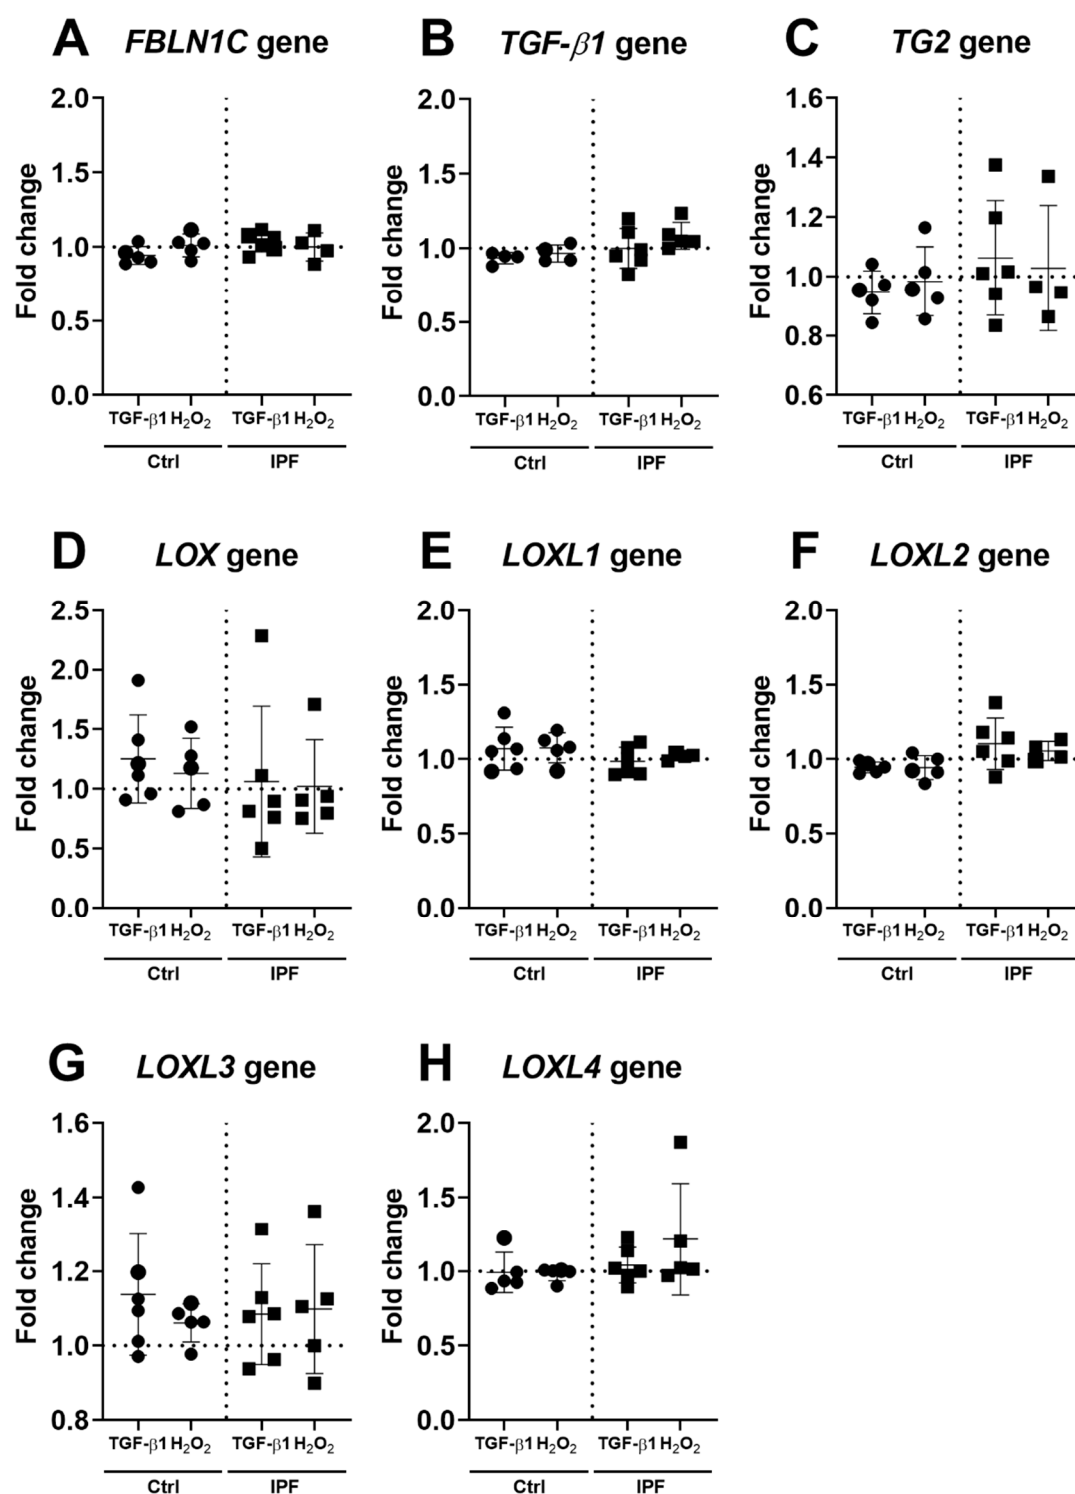 A FBLN1C gene
B TGF-β1 gene
C TG2 gene
Fold change
2.0
1.5
1.0
0.5
0.0
TGF-β1 H₂O₂ TGF-β1 H₂O₂
Ctrl IPF
Fold change
2.0
1.5
1.0
0.5
0.0
TGF-β1 H₂O₂ TGF-β1 H₂O₂
Ctrl IPF
Fold change
1.6
1.4
1.2
1.0
0.8
0.6
TGF-β1 H₂O₂ TGF-β1 H₂O₂
Ctrl IPF
D LOX gene
E LOXL1 gene
F LOXL2 gene
Fold change
2.5
2.0
1.5
1.0
0.5
0.0
TGF-β1 H₂O₂ TGF-β1 H₂O₂
Ctrl IPF
Fold change
2.0
1.5
1.0
0.5
0.0
TGF-β1 H₂O₂ TGF-β1 H₂O₂
Ctrl IPF
Fold change
2.0
1.5
1.0
0.5
0.0
TGF-β1 H₂O₂ TGF-β1 H₂O₂
Ctrl IPF
G LOXL3 gene
H LOXL4 gene
Fold change
1.6
1.4
1.2
1.0
0.8
TGF-β1 H₂O₂ TGF-β1 H₂O₂
Ctrl IPF
Fold change
2.0
1.5
1.0
0.5
0.0
TGF-β1 H₂O₂ TGF-β1 H₂O₂
Ctrl IPF